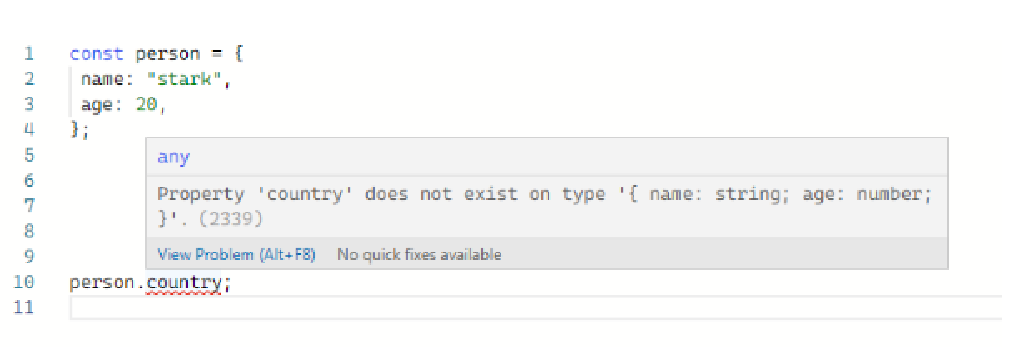 1 const person = {
2 name: "stark",
3 age: 20,
4 };
5 any
6 Property 'country' does not exist on type '{ name: string; age: number;
7 }'. (2339)
8
9 View Problem (Alt+F8) No quick fixes available
10 person.country;
11